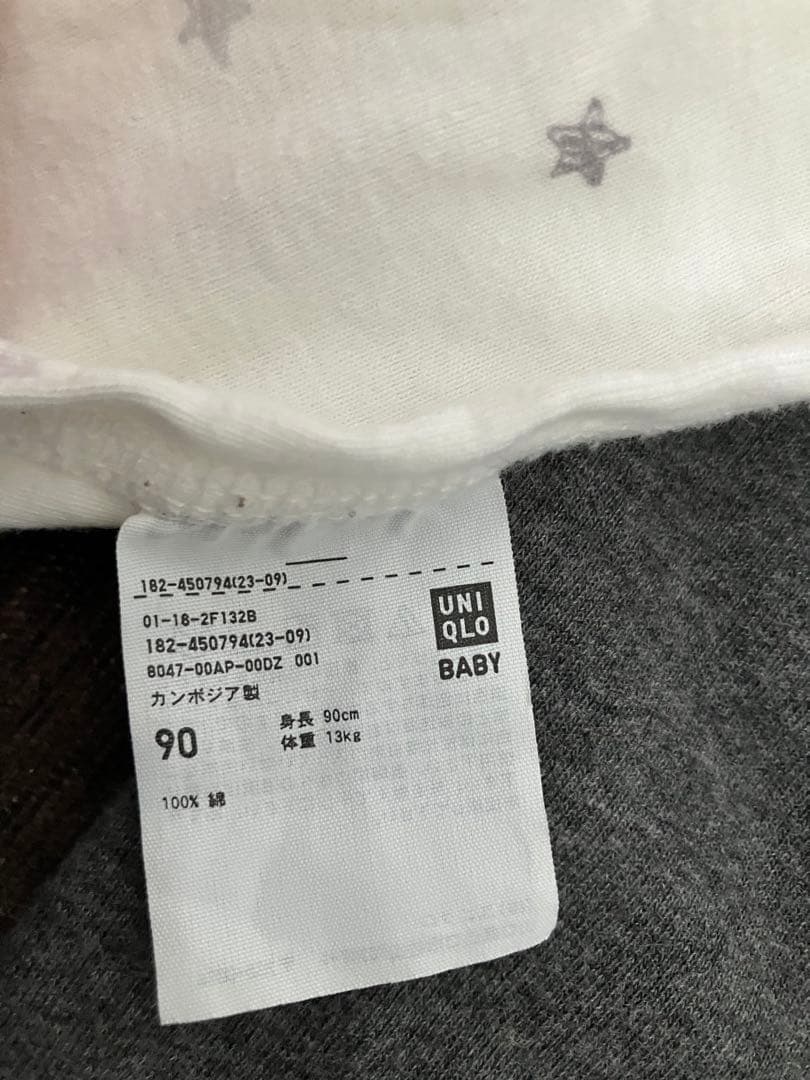 182-450794(23-09)
01-18-2F132B
182-450794(23-09)
8047-00AP-00DZ 001
カンボジア製
UNI
QLO
BABY
90
身長 90cm
体重 13kg
100% 綿